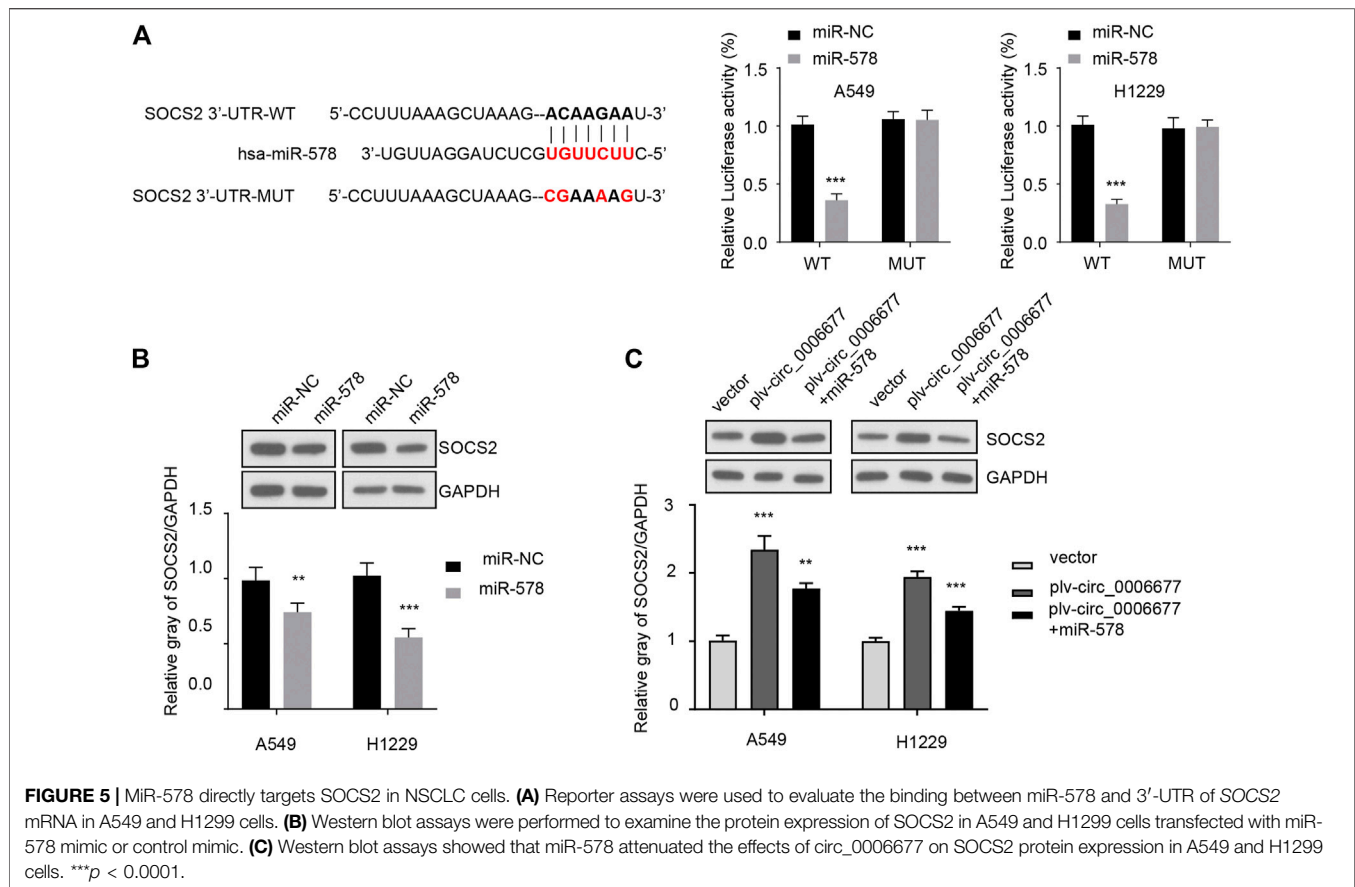 A
SOCS2 3'-UTR-WT 5'-CCUUUAAAGCUAAAG--ACAAGAAU-3'
hsa-miR-578 3'-UGUUAGGAUCUCGUGUUCUUC-5'
SOCS2 3'-UTR-MUT 5'-CCUUUAAAGCUAAAG--CGAAAAGU-3'
Relative Luciferase activity (%)
miR-NC
miR-578
A549
1.5
1.0
0.5
0.0
***
WT MUT
Relative Luciferase activity (%)
miR-NC
miR-578
H1229
1.5
1.0
0.5
0.0
***
WT MUT
B
miR-NC miR-578 miR-NC miR-578
SOCS2
GAPDH
Relative gray of SOCS2/GAPDH
1.5
1.0
0.5
0.0
** ***
miR-NC
miR-578
A549 H1229
C
vector plv-circ_0006677 plv-circ_0006677
+miR-578
vector plv-circ_0006677 plv-circ_0006677
+miR-578
SOCS2
GAPDH
Relative gray of SOCS2/GAPDH
3
2
1
0
*** ** *** ***
vector
plv-circ_0006677
plv-circ_0006677
+miR-578
A549 H1229
FIGURE 5 | MiR-578 directly targets SOCS2 in NSCLC cells. (A) Reporter assays were used to evaluate the binding between miR-578 and 3′-UTR of SOCS2
mRNA in A549 and H1299 cells. (B) Western blot assays were performed to examine the protein expression of SOCS2 in A549 and H1299 cells transfected with miR-
578 mimic or control mimic. (C) Western blot assays showed that miR-578 attenuated the effects of circ_0006677 on SOCS2 protein expression in A549 and H1299
cells. ***p < 0.0001.